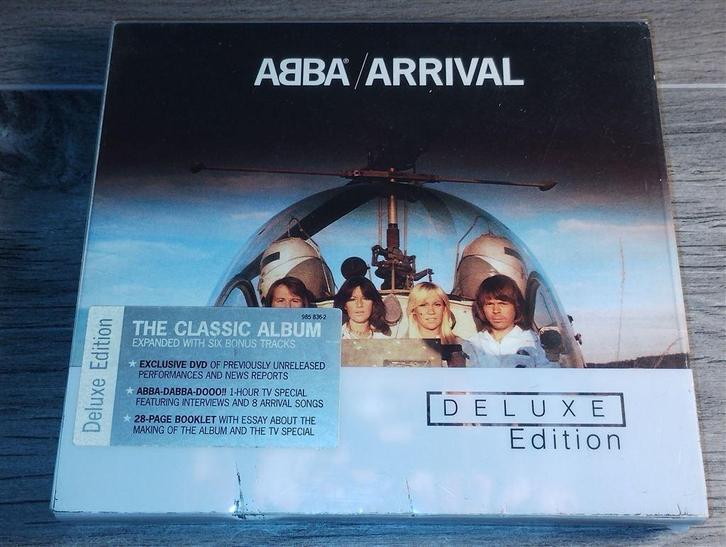 ABBA® / ARRIVAL
985 836-2
Deluxe Edition
THE CLASSIC ALBUM
EXPANDED WITH SIX BONUS TRACKS
★ EXCLUSIVE DVD OF PREVIOUSLY UNRELEASED
PERFORMANCES AND NEWS REPORTS
★ ABBA-DABBA-DOOO!! 1-HOUR TV SPECIAL
FEATURING INTERVIEWS AND 8 ARRIVAL SONGS
★ 28-PAGE BOOKLET WITH ESSAY ABOUT THE
MAKING OF THE ALBUM AND THE TV SPECIAL
DELUXE
Edition